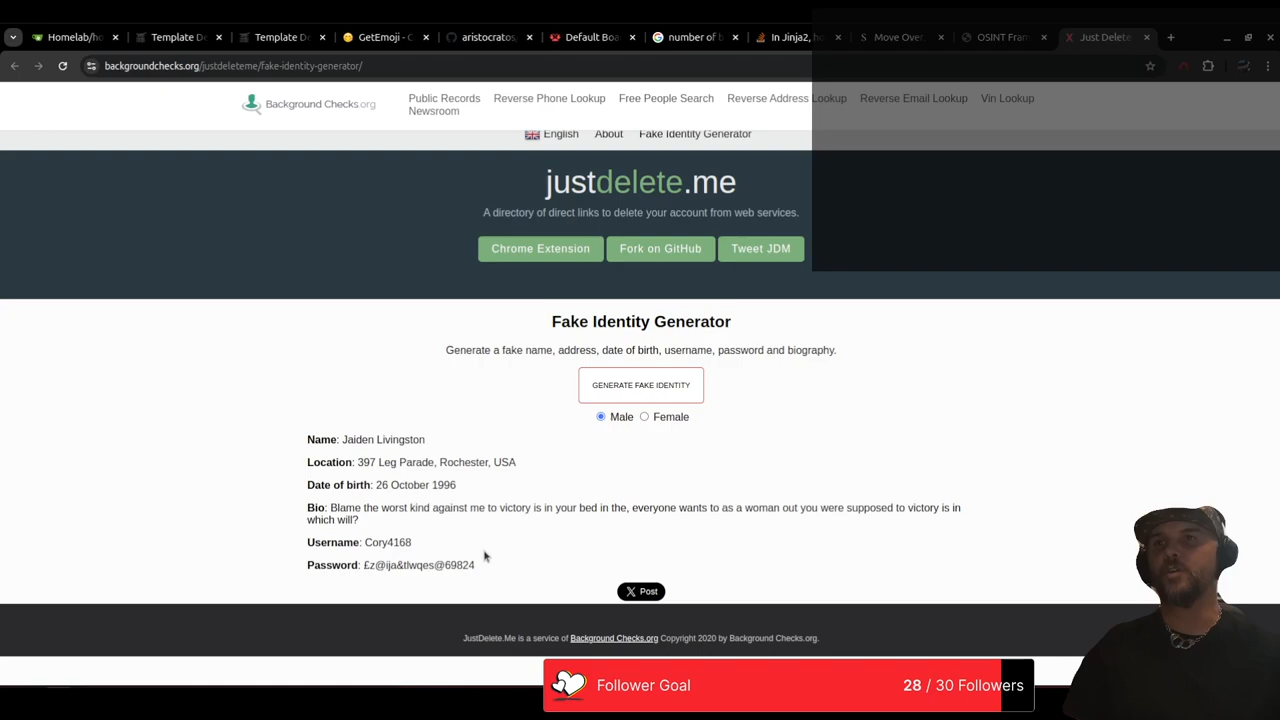 Homelab/ho
Template De
Template De
GetEmoji - C
aristocratos
Default Boa
number of b
In Jinja2, ho
Move Over,
OSINT Fram
Just Delete
backgroundchecks.org/justdeleteme/fake-identity-generator/
Background Checks.org
Public Records
Reverse Phone Lookup
Free People Search
Reverse Address Lookup
Reverse Email Lookup
Vin Lookup
Newsroom
English
About
Fake Identity Generator
justdelete.me
A directory of direct links to delete your account from web services.
Chrome Extension
Fork on GitHub
Tweet JDM
Fake Identity Generator
Generate a fake name, address, date of birth, username, password and biography.
GENERATE FAKE IDENTITY
Male
Female
Name: Jaiden Livingston
Location: 397 Leg Parade, Rochester, USA
Date of birth: 26 October 1996
Bio: Blame the worst kind against me to victory is in your bed in the, everyone wants to as a woman out you were supposed to victory is in
which will?
Username: Cory4168
Password: £z@ija&tlwqes@69824
X Post
JustDelete.Me is a service of Background Checks.org Copyright 2020 by Background Checks.org.
Follower Goal
28 / 30 Followers